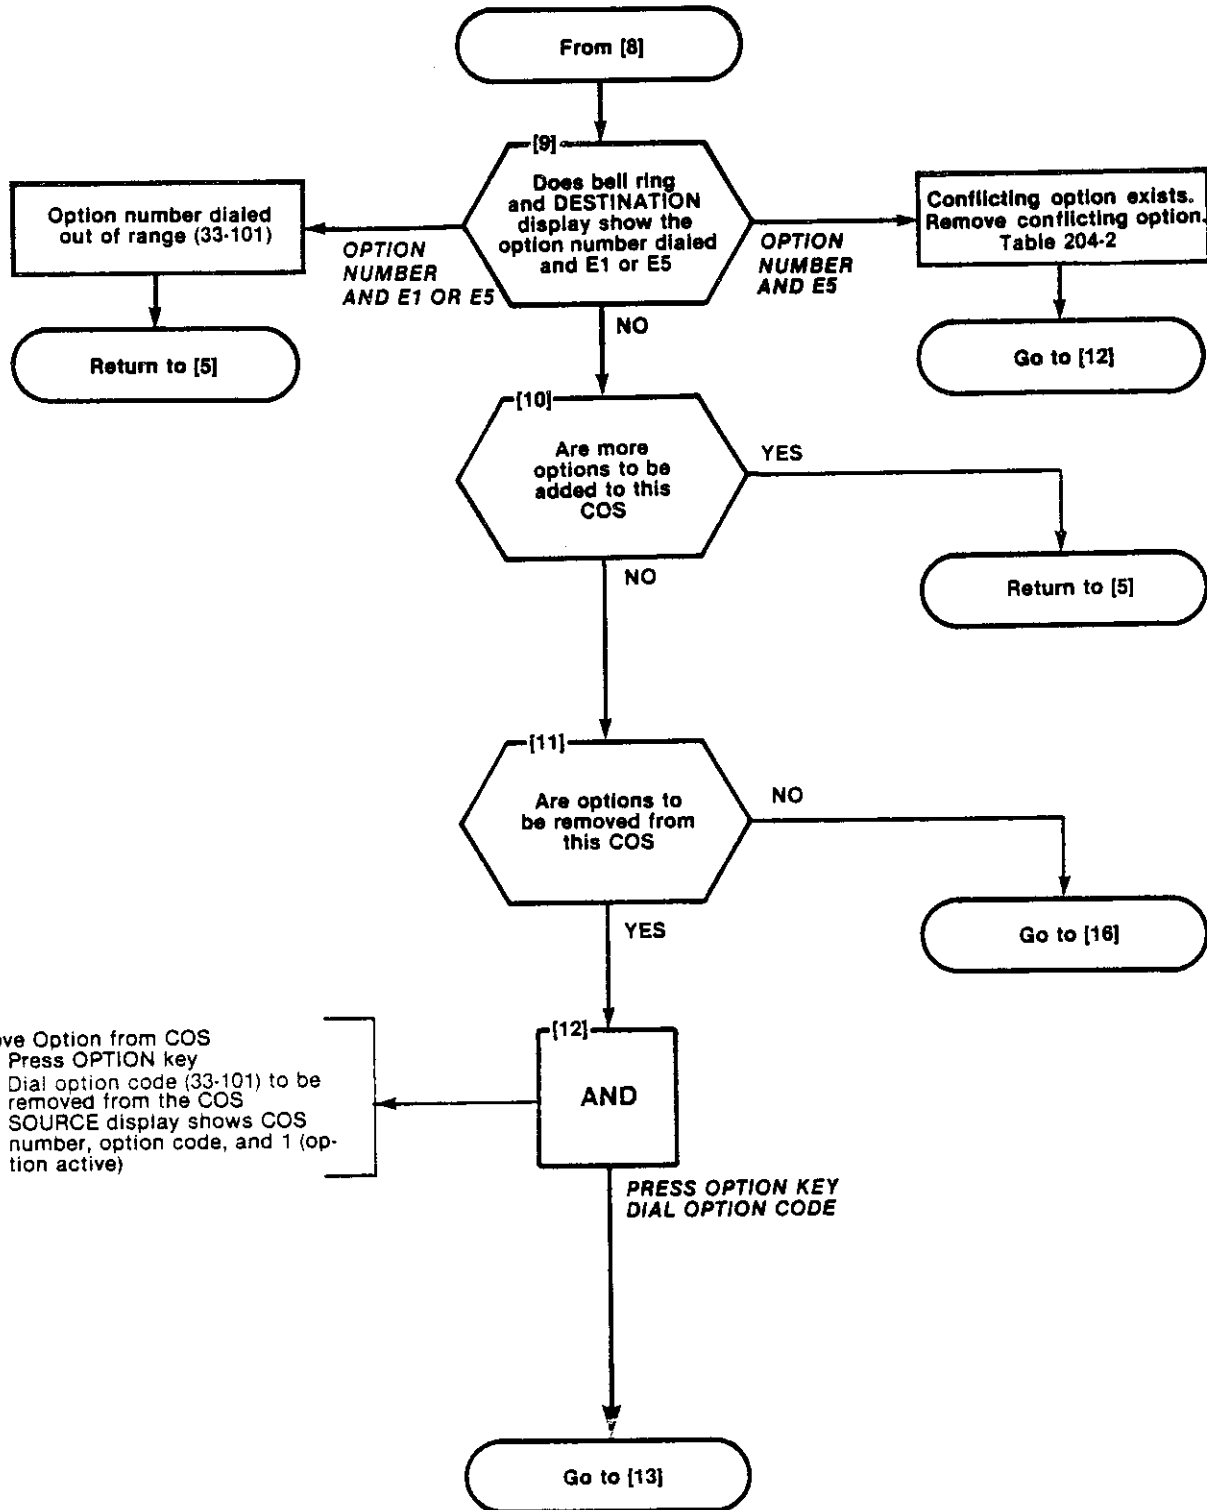 From [8]
[9]
Does bell ring
and DESTINATION
display show the
option number dialed
and E1 or E5
Option number dialed
out of range (33-101)
OPTION
NUMBER
AND E1 OR E5
OPTION
NUMBER
AND E5
Conflicting option exists.
Remove conflicting option.
Table 204-2
Return to [5]
NO
Go to [12]
[10]
Are more
options to be
added to this
COS
YES
NO
Return to [5]
[11]
Are options to
be removed from
this COS
NO
YES
Go to [16]
ve Option from COS
Press OPTION key
Dial option code (33-101) to be
removed from the COS
SOURCE display shows COS
number, option code, and 1 (op-
tion active)
[12]
AND
PRESS OPTION KEY
DIAL OPTION CODE
Go to [13]